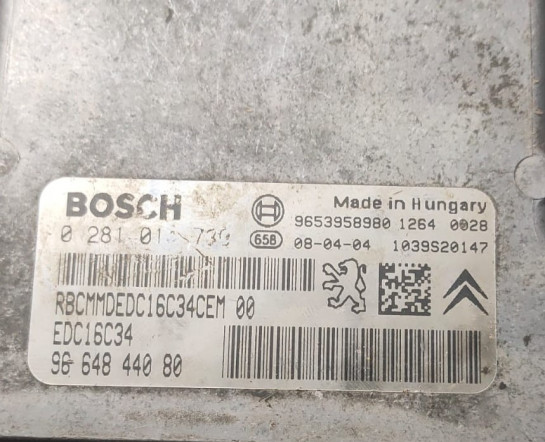 BOSCH
Made in Hungary
9653958980 1264 0028
0 281 01
658
08-04-04 1039S20147
RBCMMDEDC16C34CEM 00
EDC16C34
96 648 440 80